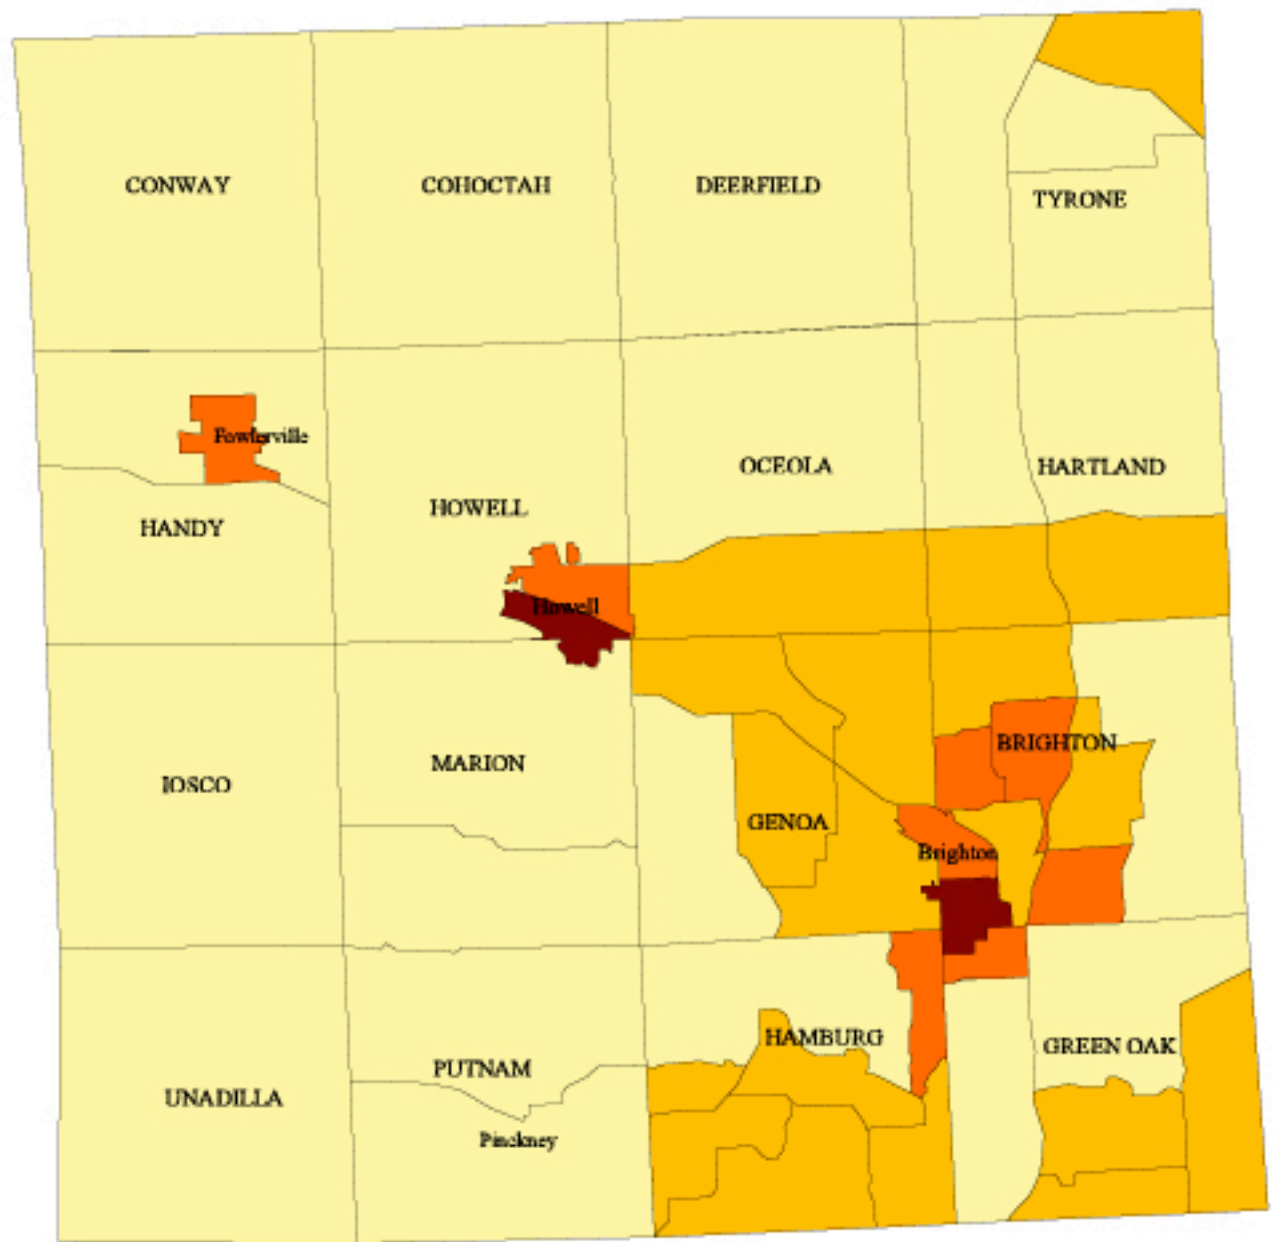 CONWAY
COHOCTAH
DEERFIELD
TYRONE
Fowlerville
HANDY
HOWELL
OCEOLA
HARTLAND
Howell
IOSCO
MARION
GENOA
BRIGHTON
Brighton
UNADILLA
PUTNAM
Pinckney
HAMBURG
GREEN OAK